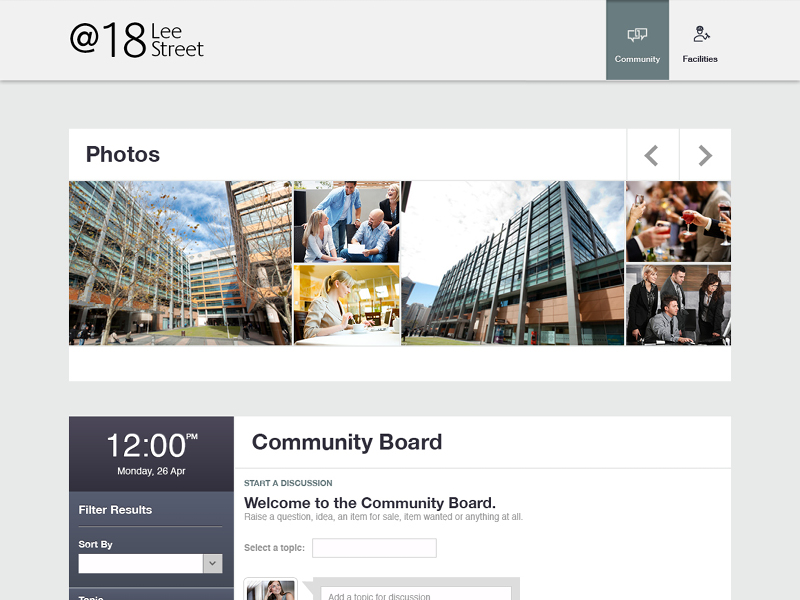 @18 Lee Street
Community
Facilities
Photos
12:00 PM
Monday, 26 Apr
Filter Results
Sort By
Topic
Community Board
START A DISCUSSION
Welcome to the Community Board.
Raise a question, idea, an item for sale, item wanted or anything at all.
Select a topic:
Add a topic for discussion